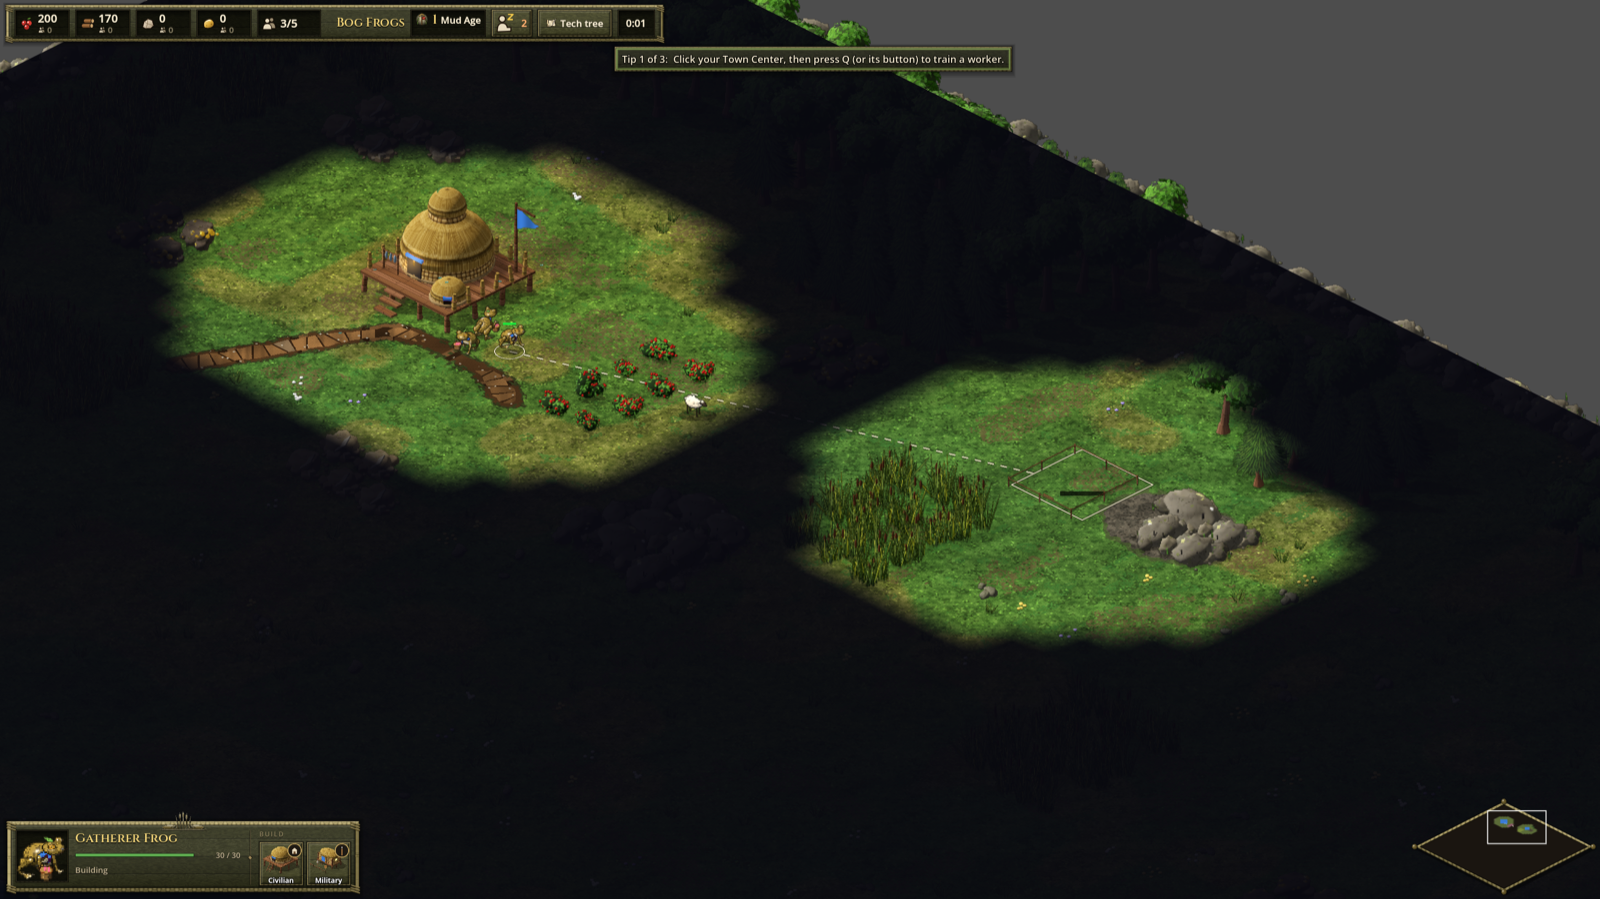 200 170 0 0 3/5 Bog Frogs I Mud Age z 2 Tech tree 0:01
0 0 0 0
Tip 1 of 3: Click your Town Center, then press Q (or its button) to train a worker.
Gatherer Frog
30 / 30
Building
BUILD
Civilian Military